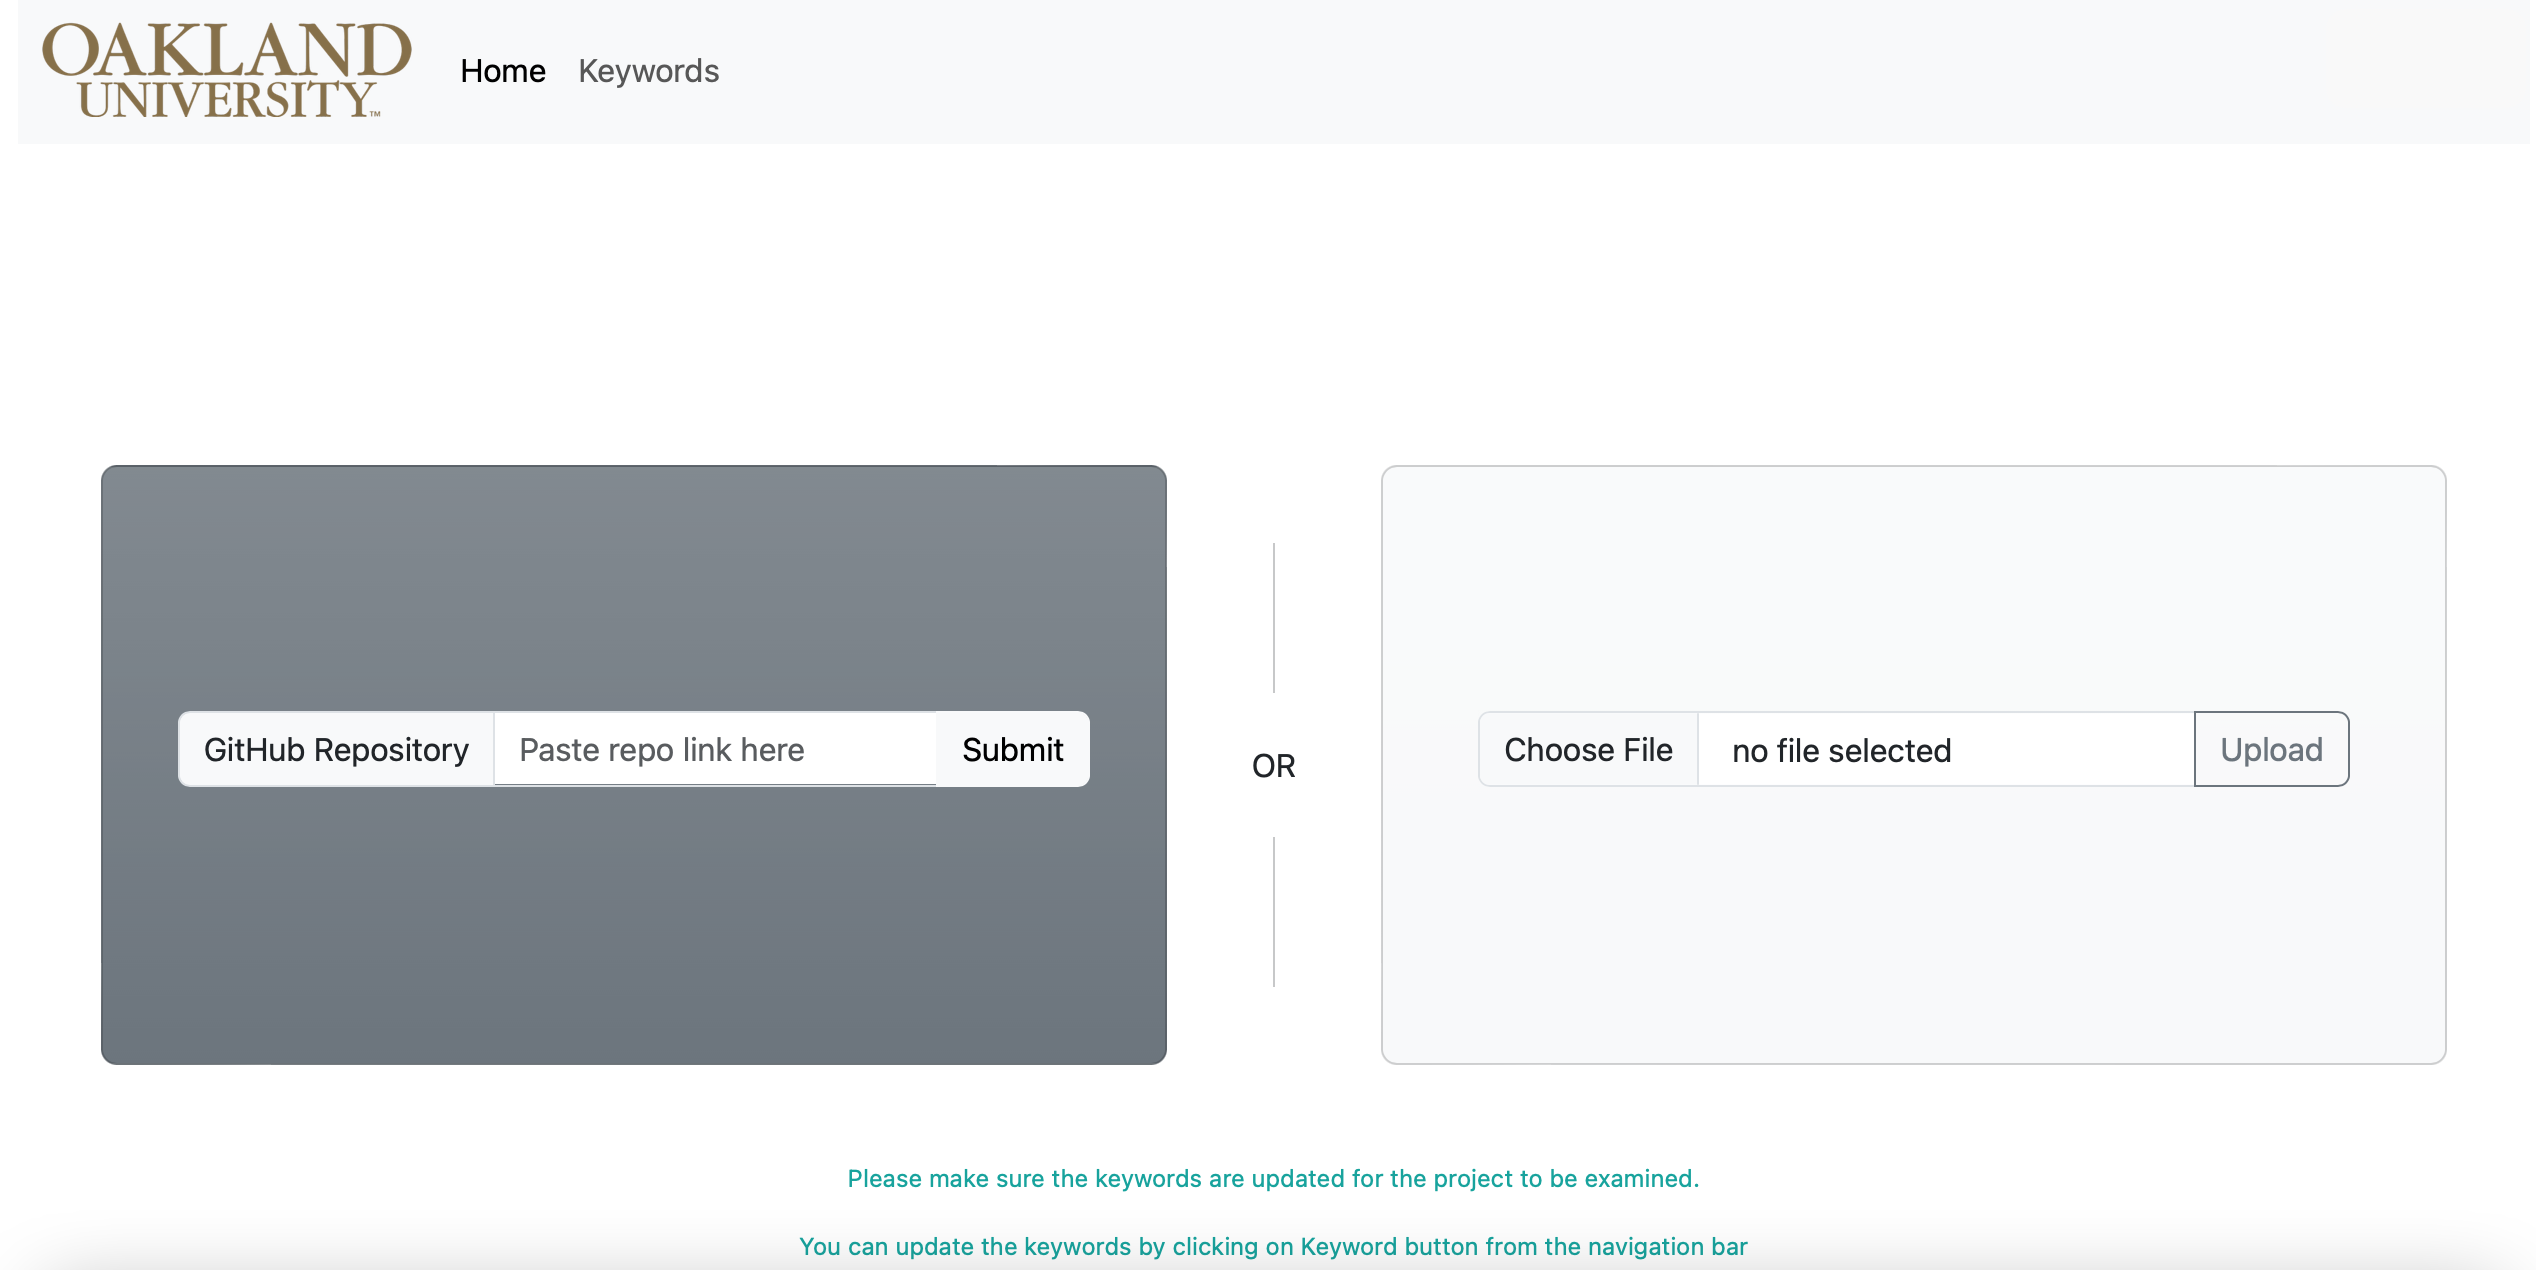 OAKLAND
UNIVERSITY™
Home Keywords
GitHub Repository Paste repo link here Submit
OR
Choose File no file selected Upload
Please make sure the keywords are updated for the project to be examined.
You can update the keywords by clicking on Keyword button from the navigation bar